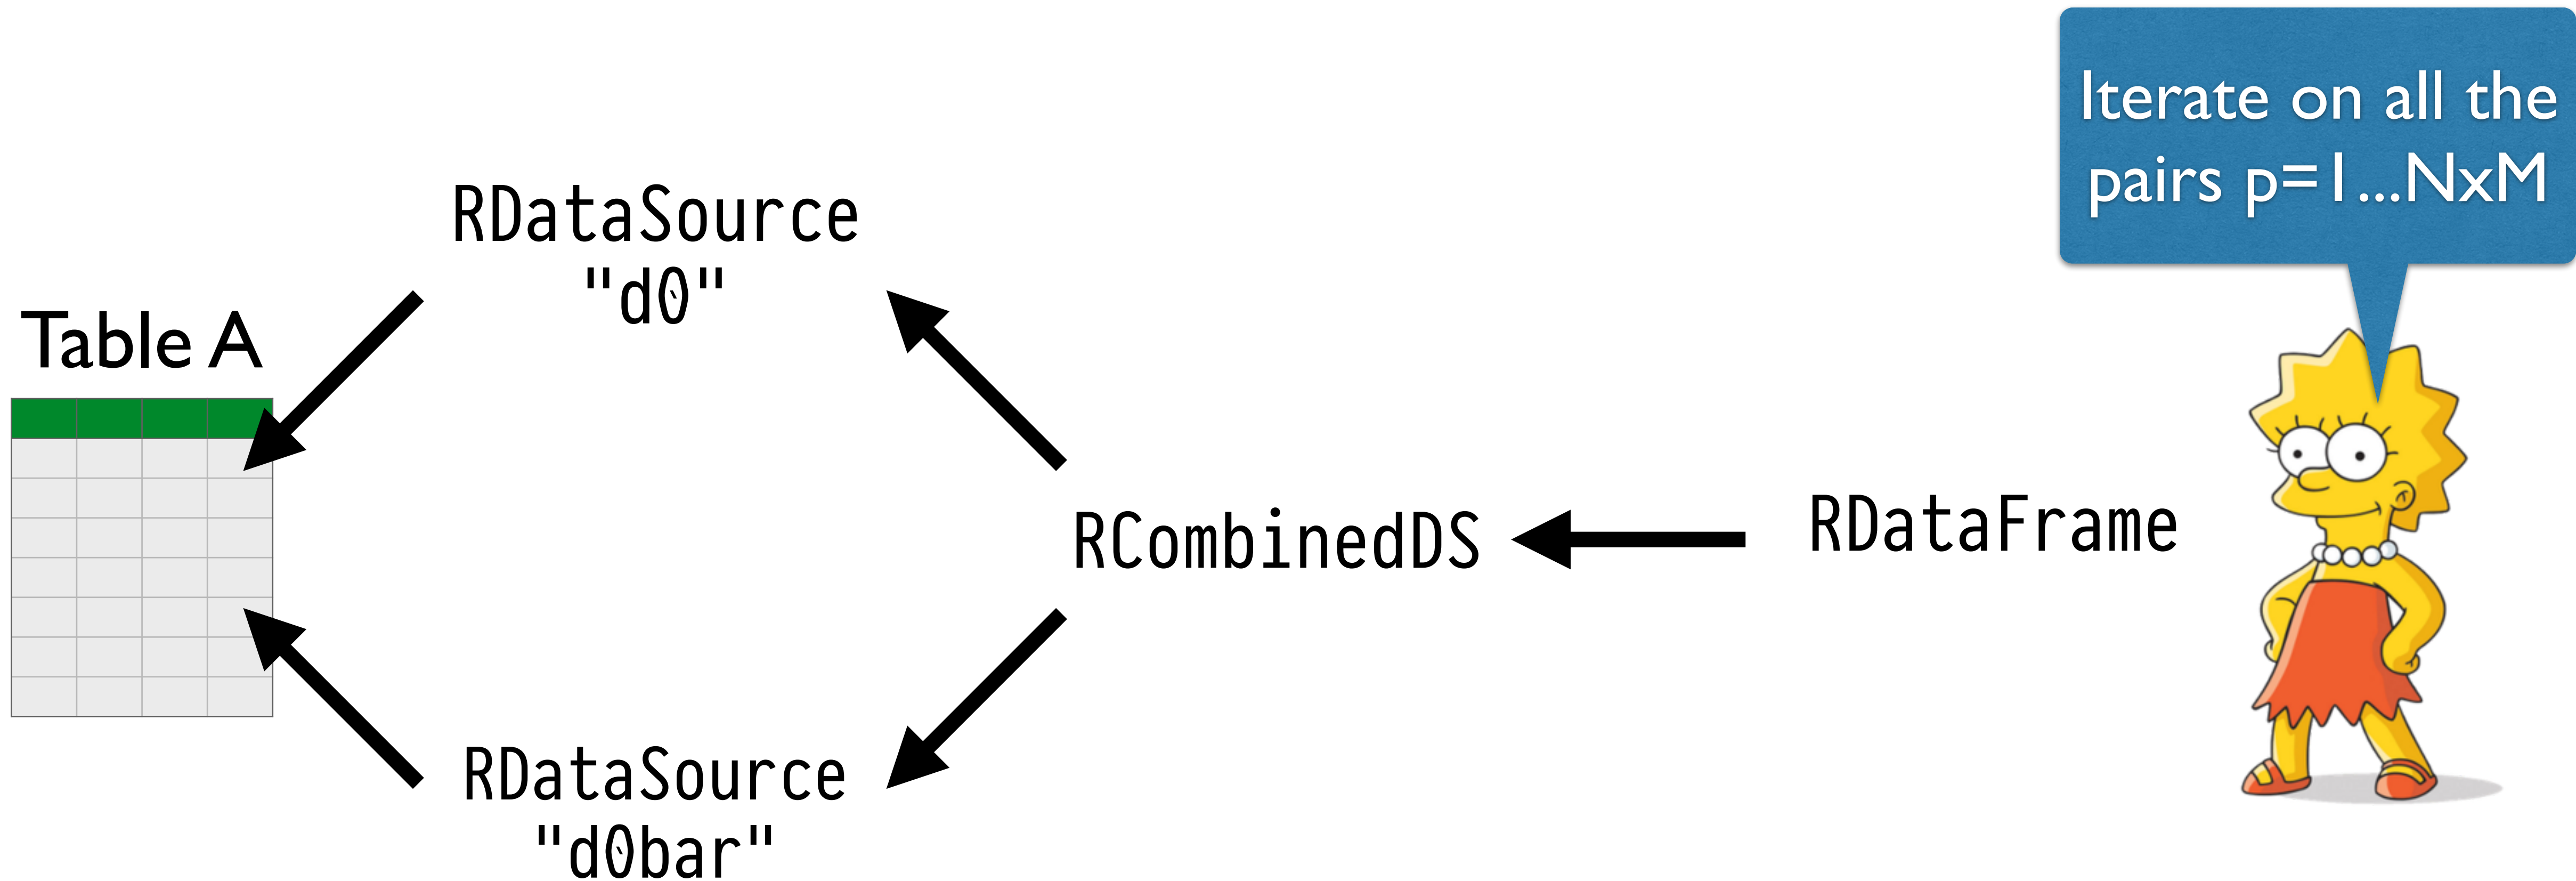 Iterate on all the
pairs p=1...NxM
RDataSource
"d0"
Table A
RCombinedDS
RDataFrame
RDataSource
"d0bar"